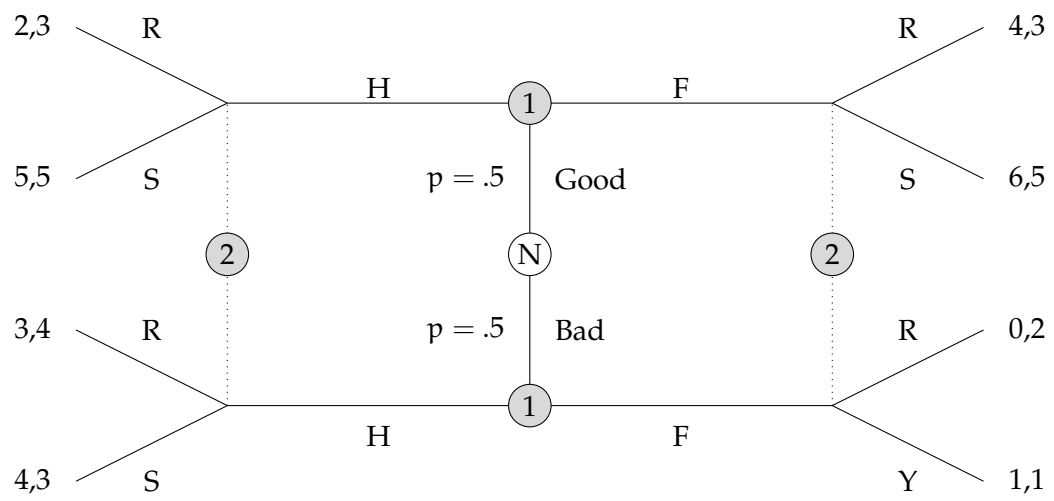 2,3 R R 4,3
H 1 F
5,5 S p = .5 Good S 6,5
2 N 2
3,4 R p = .5 Bad R 0,2
1
H F
4,3 S Y 1,1